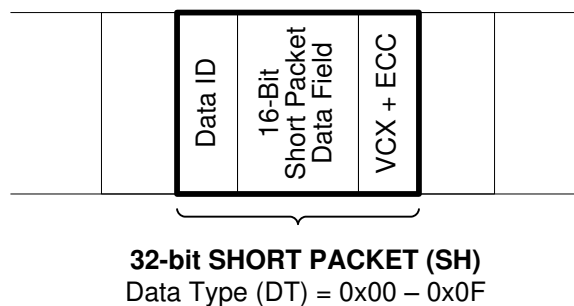 Data ID
16-Bit
Short Packet
Data Field
VCX + ECC
32-bit SHORT PACKET (SH)
Data Type (DT) = 0x00 – 0x0F